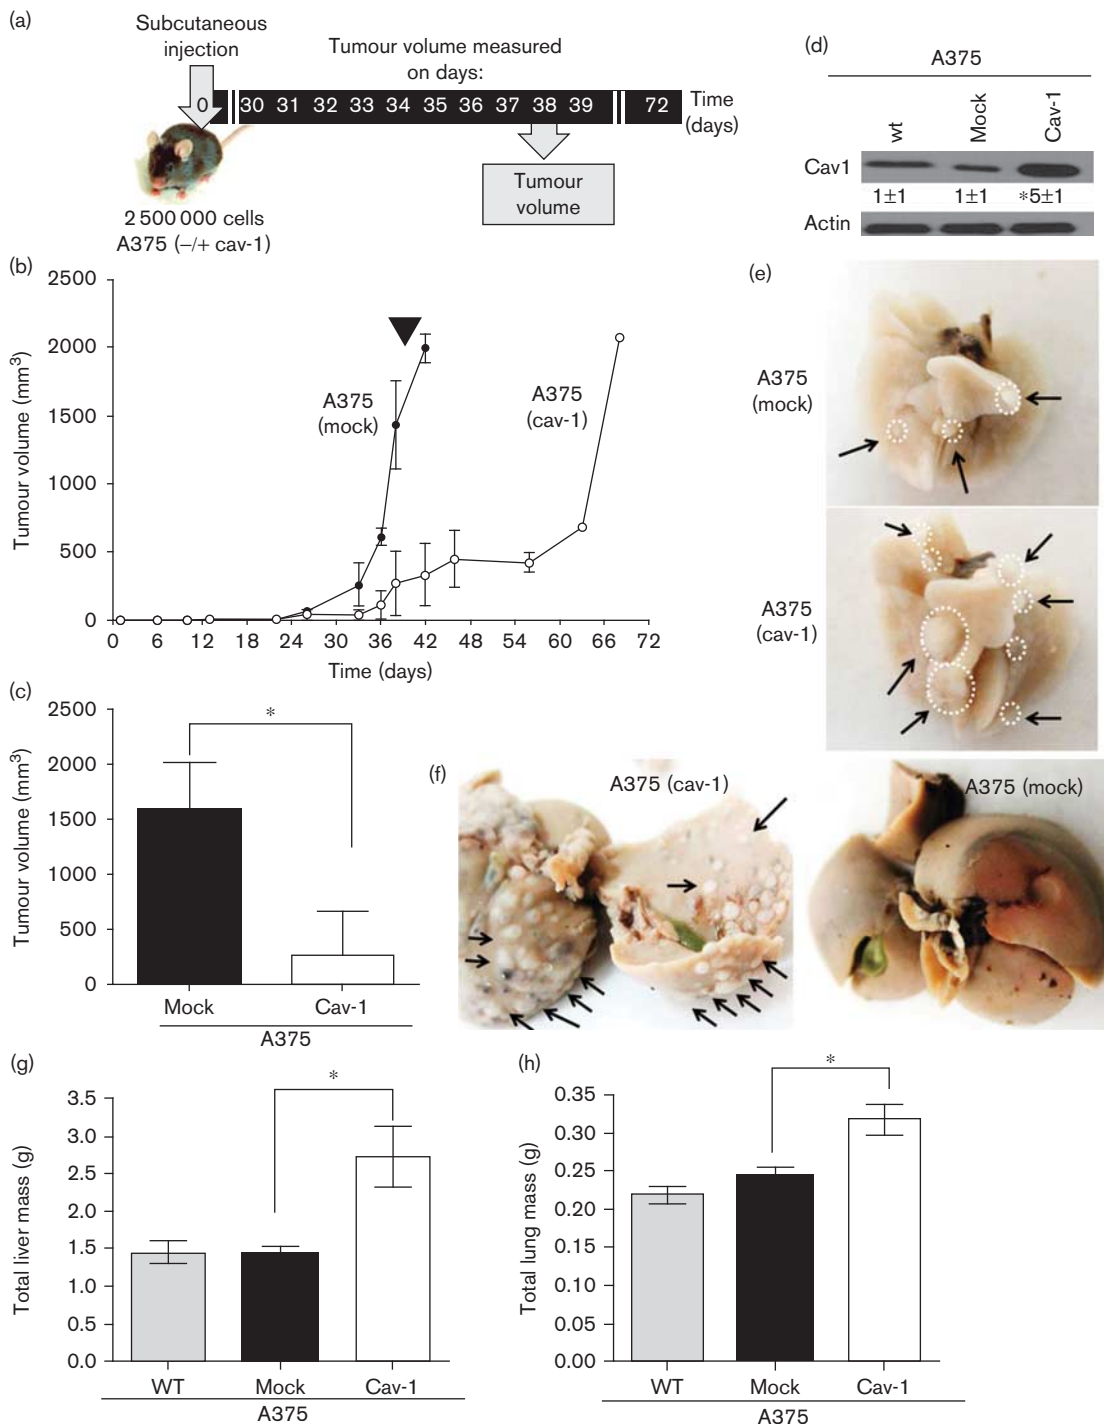 (a)
Subcutaneous
injection
Tumour volume measured
on days:
0 30 31 32 33 34 35 36 37 38 39 72
Time
(days)
Tumour
volume
2 500 000 cells
A375 (−/+ cav-1)
(b)
2500
2000
1500
1000
500
0
Tumour volume (mm³)
A375
(mock)
A375
(cav-1)
0 6 12 18 24 30 36 42 48 54 60 66 72
Time (days)
(c)
2500
2000
1500
1000
500
0
Tumour volume (mm³)
*
Mock Cav-1
A375
(d)
A375
wt Mock Cav-1
Cav1
1±1 1±1 *5±1
Actin
(e)
A375
(mock)
A375
(cav-1)
(f)
A375 (cav-1)
A375 (mock)
(g)
3.5
3.0
2.5
2.0
1.5
1.0
0.5
0.0
Total liver mass (g)
*
WT Mock Cav-1
A375
(h)
0.35
0.30
0.25
0.20
0.15
0.10
0.05
0.00
Total lung mass (g)
*
WT Mock Cav-1
A375